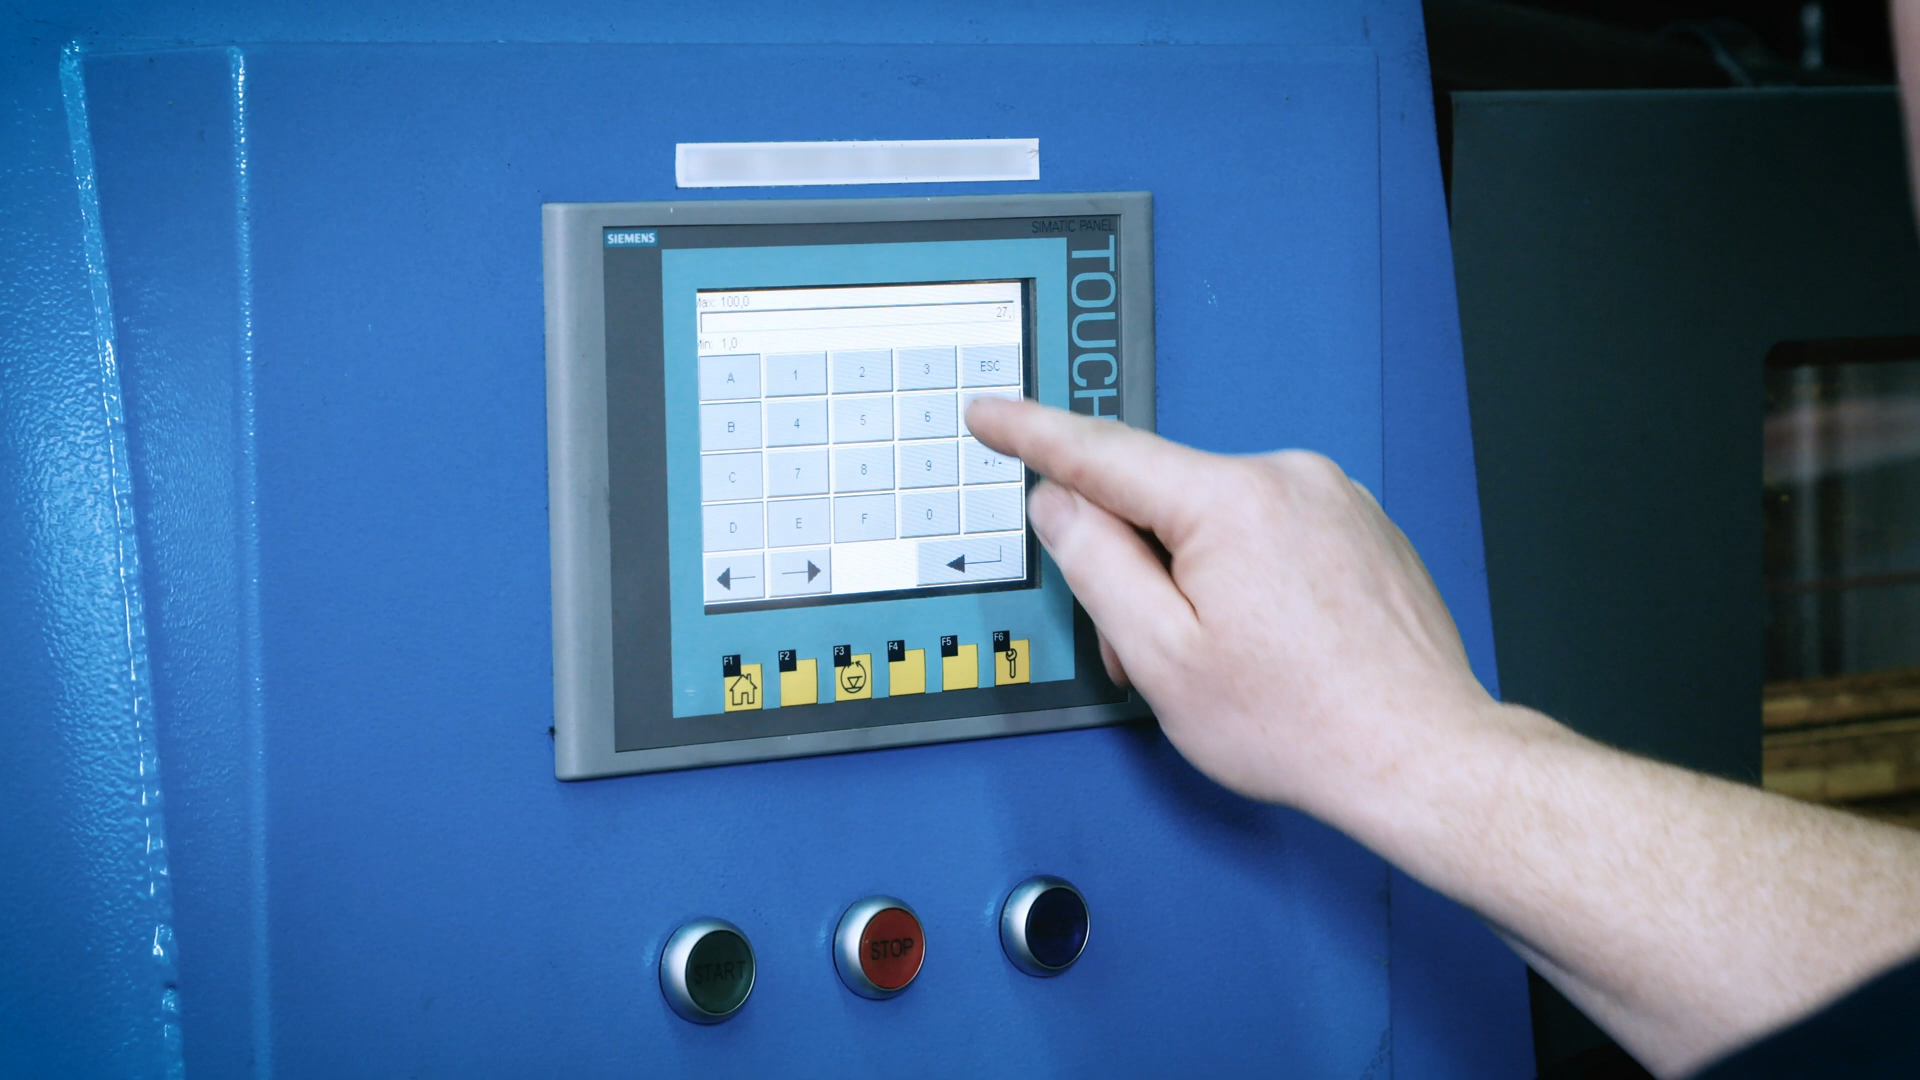 SIEMENS
SIMATIC PANEL
TOUCH
Max: 100,0
27,
Min: 1,0
A 1 2 3 ESC
B 4 5 6
C 7 8 9 +/-
D E F 0 .
F1 F2 F3 F4 F5 F6
START
STOP